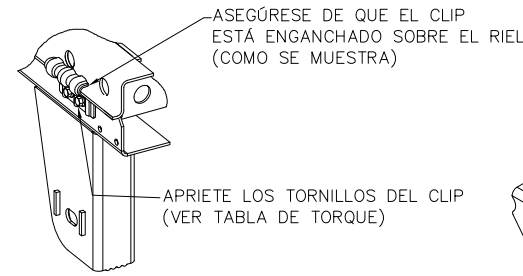 ASEGÚRESE DE QUE EL CLIP
ESTÁ ENGANCHADO SOBRE EL RIEL
(COMO SE MUESTRA)
APRIETE LOS TORNILLOS DEL CLIP
(VER TABLA DE TORQUE)